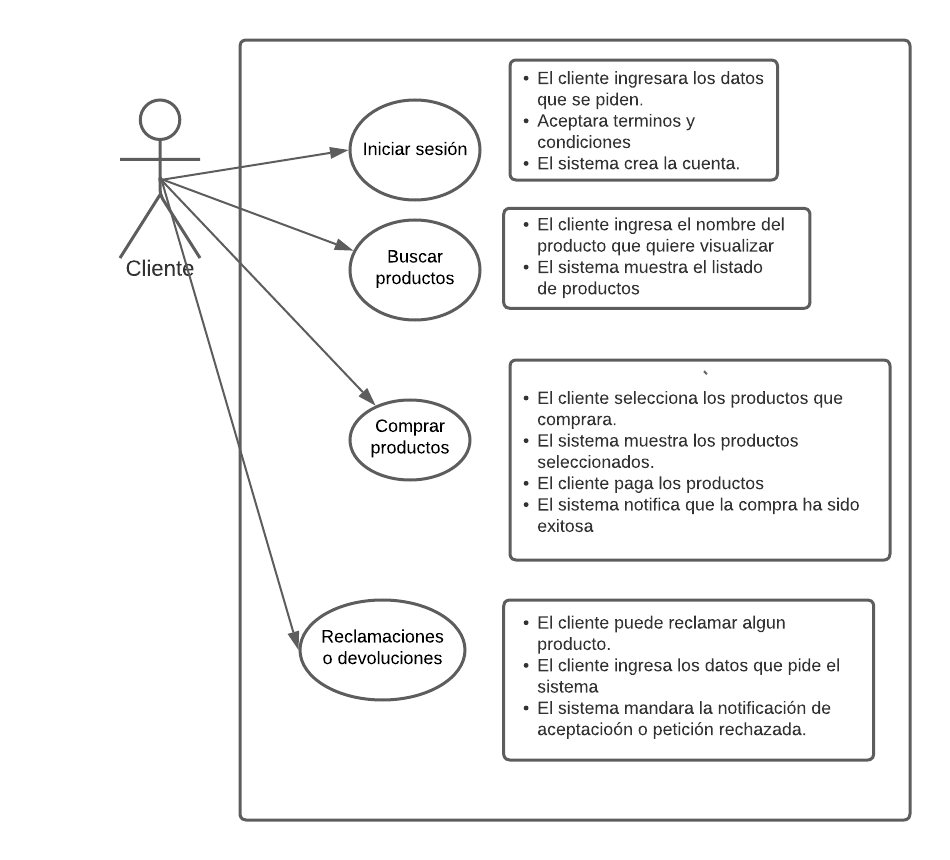 Cliente
Iniciar sesión
• El cliente ingresara los datos
que se piden.
• Aceptara terminos y
condiciones
• El sistema crea la cuenta.
Buscar
productos
• El cliente ingresa el nombre del
producto que quiere visualizar
• El sistema muestra el listado
de productos
Comprar
productos
`
• El cliente selecciona los productos que
comprara.
• El sistema muestra los productos
seleccionados.
• El cliente paga los productos
• El sistema notifica que la compra ha sido
exitosa
Reclamaciones
o devoluciones
• El cliente puede reclamar algun
producto.
• El cliente ingresa los datos que pide el
sistema
• El sistema mandara la notificación de
aceptacioón o petición rechazada.